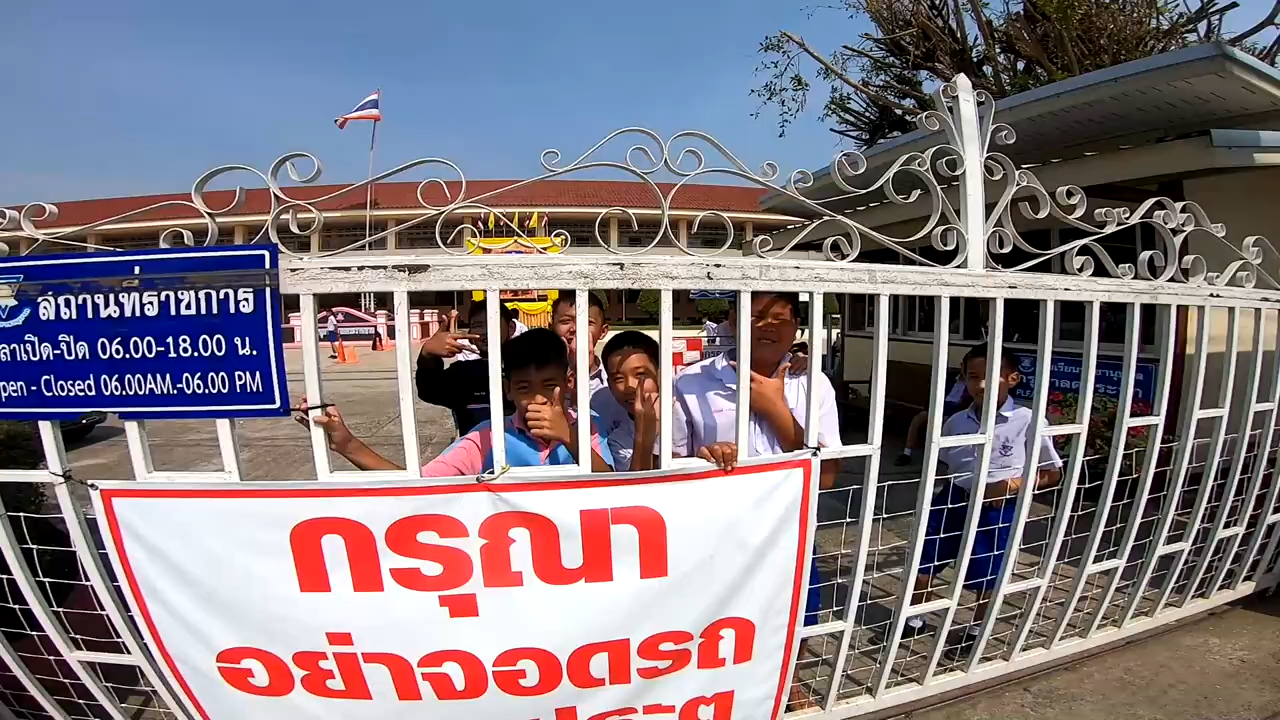 สถานที่ราชการ
ลาเปิด-ปิด 06.00-18.00 น.
pen - Closed 06.00AM.-06.00 PM
กรุณา
อย่าจอดรถ